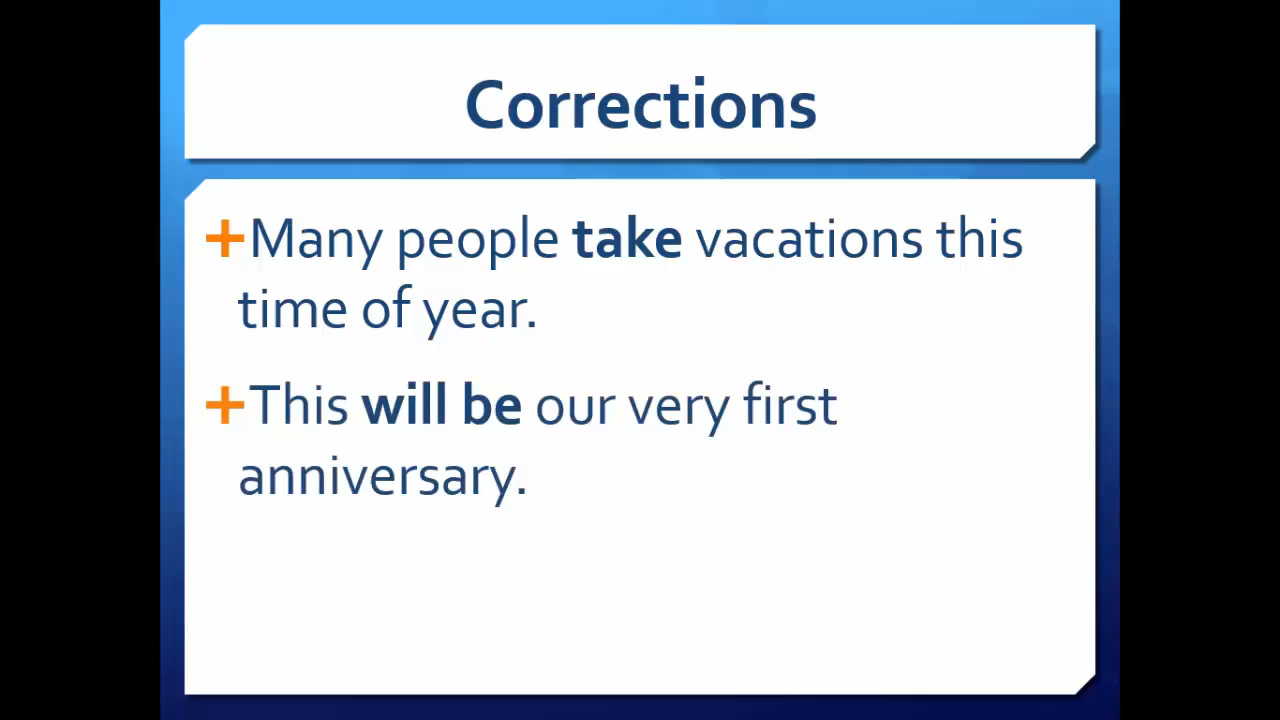 Corrections
+Many people take vacations this
time of year.
+This will be our very first
anniversary.